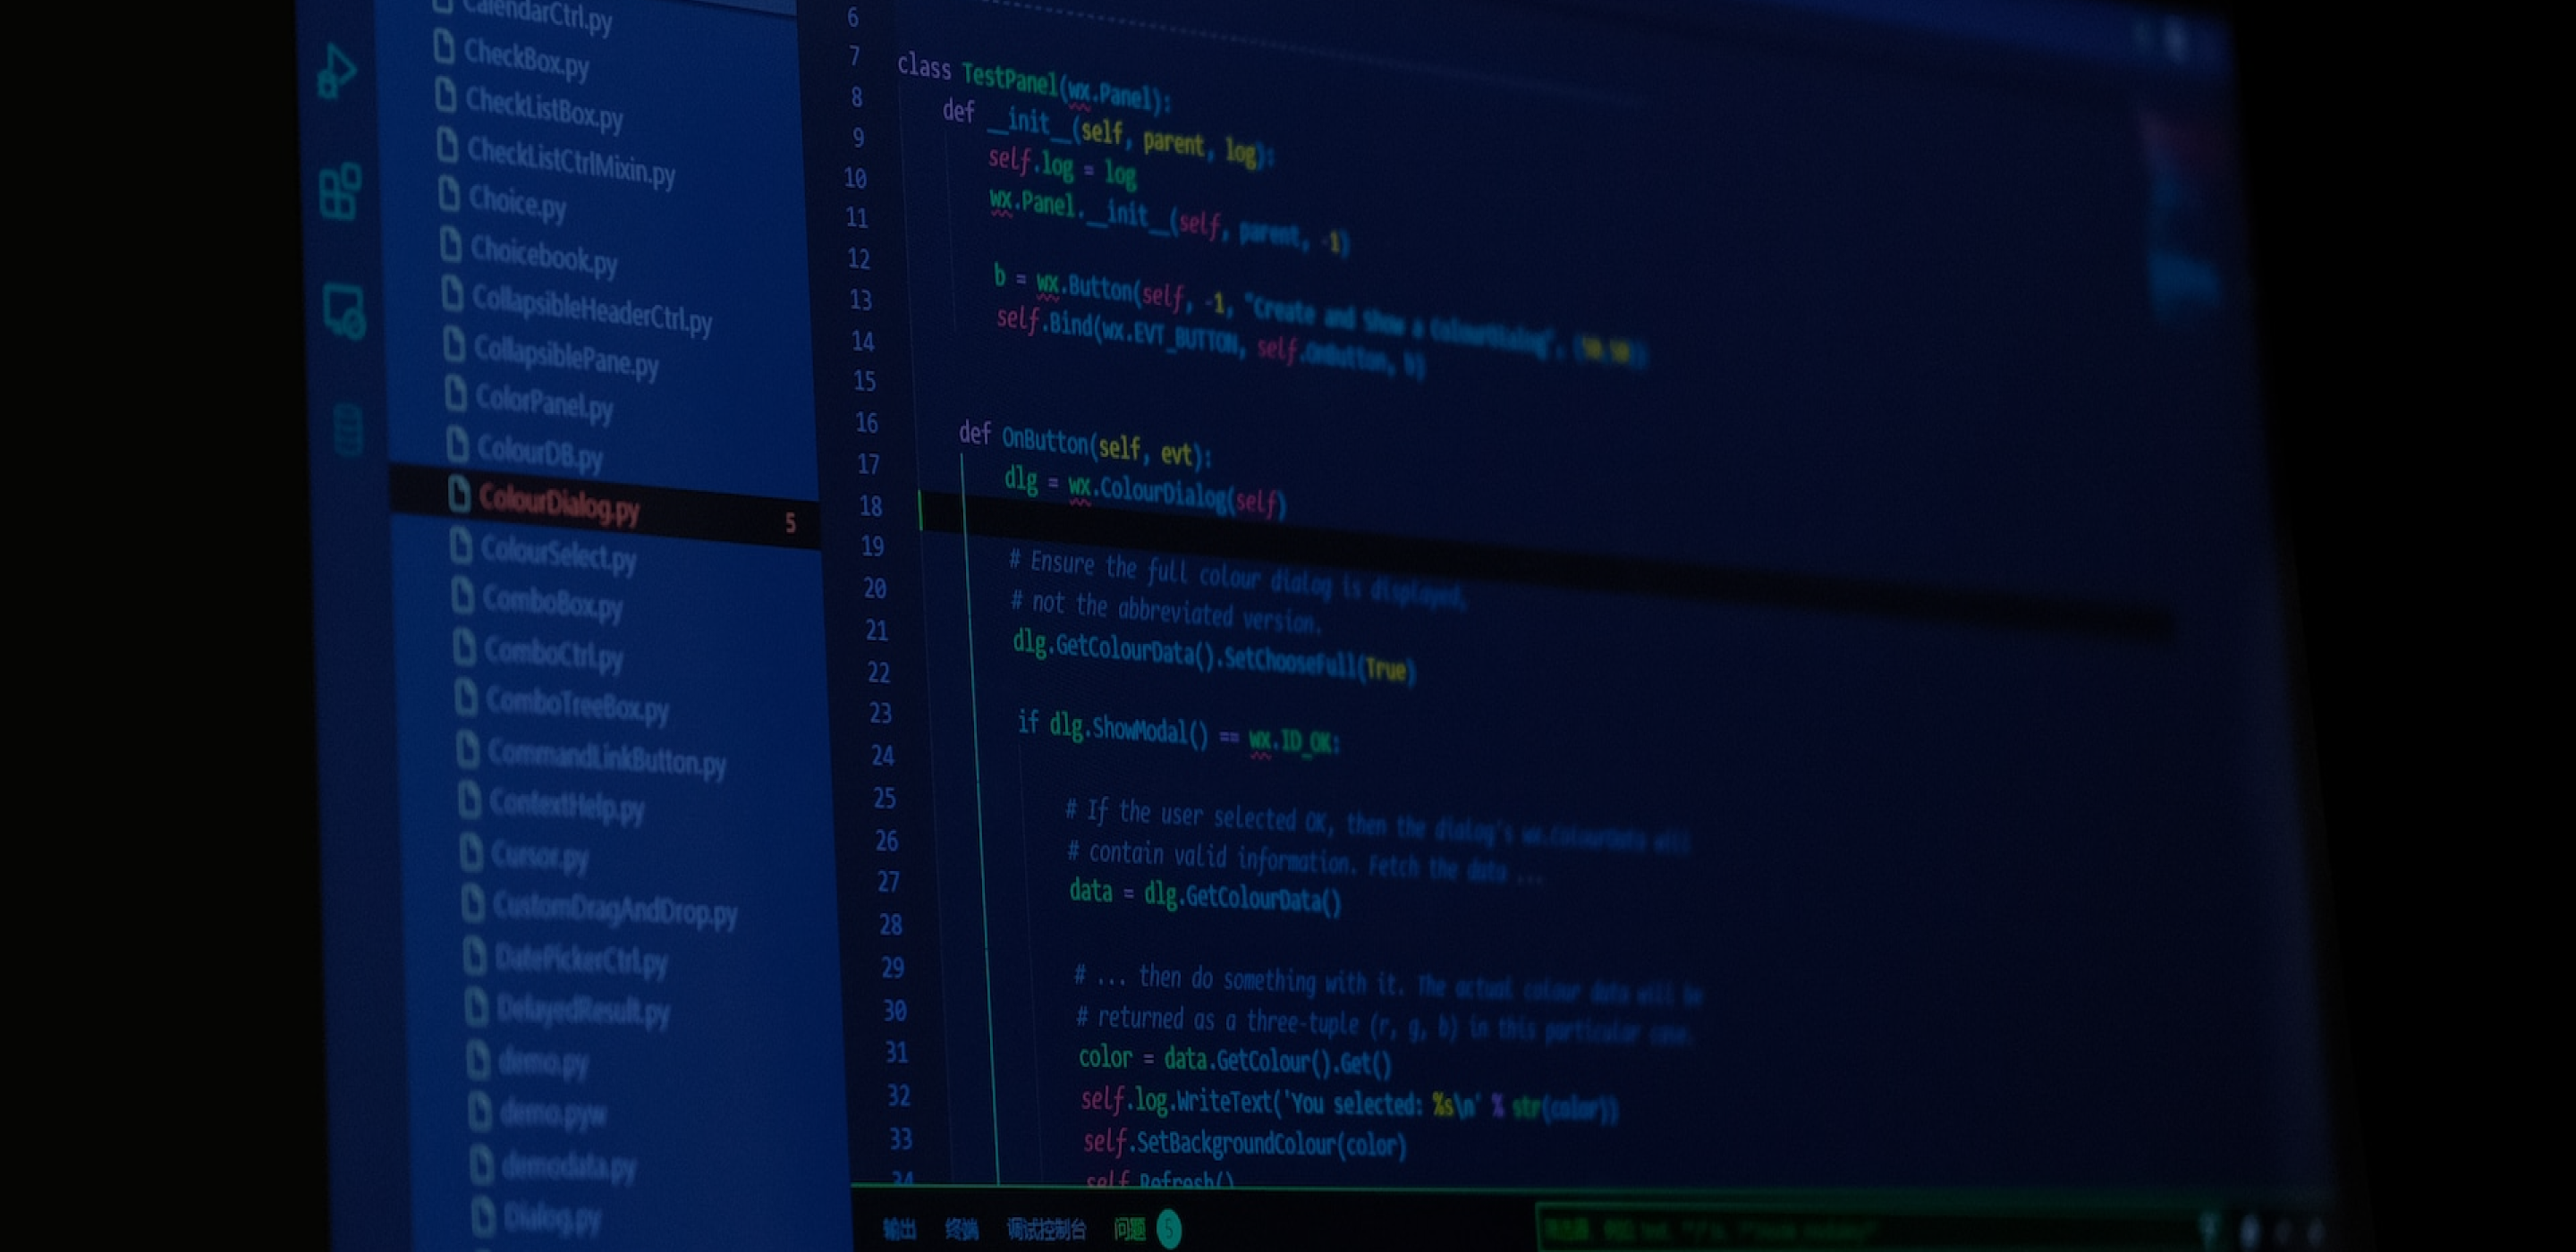 CalendarCtrl.py
CheckBox.py
CheckListBox.py
CheckListCtrlMixin.py
Choice.py
Choicebook.py
CollapsibleHeaderCtrl.py
CollapsiblePane.py
ColorPanel.py
ColourDB.py
ColourDialog.py 5
ColourSelect.py
ComboBox.py
ComboCtrl.py
ComboTreeBox.py
CommandLinkButton.py
ContextHelp.py
Cursor.py
CustomDragAndDrop.py
DatePickerCtrl.py
DelayedResult.py
demo.py
demo.pyw
demodata.py
Dialog.py
6
7 class TestPanel(wx.Panel):
8 def __init__(self, parent, log):
9 self.log = log
10 wx.Panel.__init__(self, parent, -1)
11
12 b = wx.Button(self, -1, "Create and Show a ColourDialog", (50,50))
13 self.Bind(wx.EVT_BUTTON, self.OnButton, b)
14
15
16 def OnButton(self, evt):
17 dlg = wx.ColourDialog(self)
18
19 # Ensure the full colour dialog is displayed,
20 # not the abbreviated version.
21 dlg.GetColourData().SetChooseFull(True)
22
23 if dlg.ShowModal() == wx.ID_OK:
24
25 # If the user selected OK, then the dialog's wx.ColourData will
26 # contain valid information. Fetch the data ...
27 data = dlg.GetColourData()
28
29 # ... then do something with it. The actual colour data will be
30 # returned as a three-tuple (r, g, b) in this particular case.
31 color = data.GetColour().Get()
32 self.log.WriteText('You selected: %s\n' % str(color))
33 self.SetBackgroundColour(color)
34 self.Refresh()
输出 终端 调试控制台 问题 5